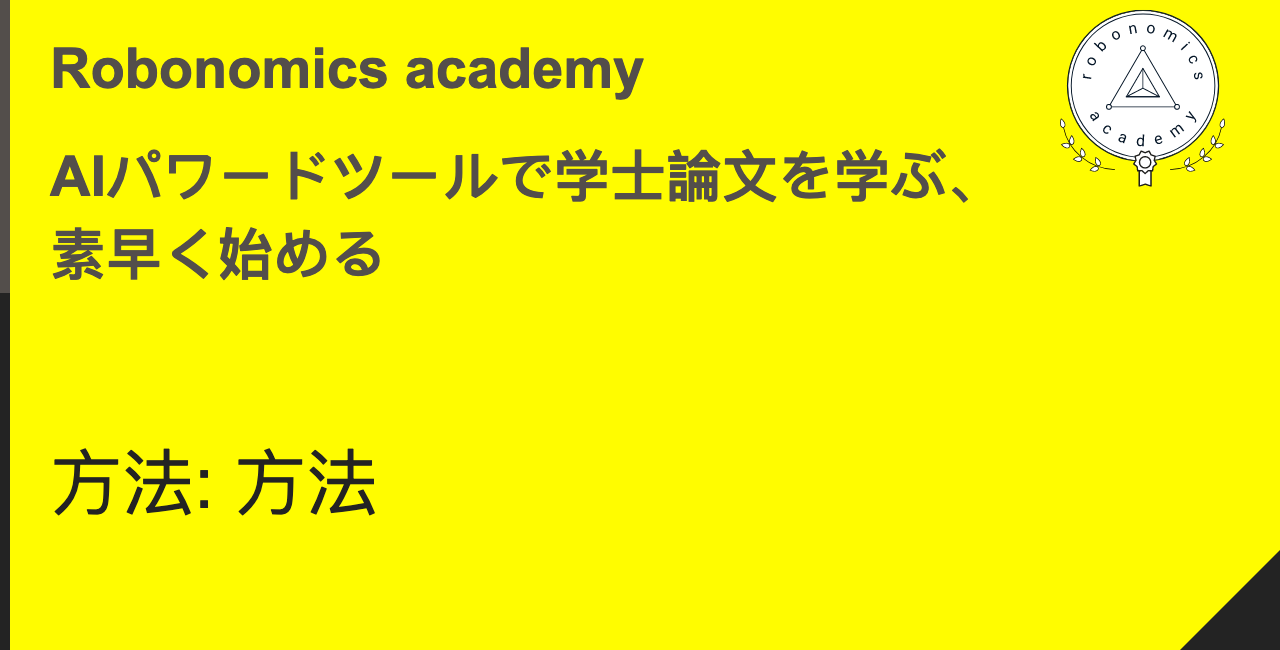 Robonomics academy
robonomics
academy
AIパワードツールで学士論文を学ぶ、
素早く始める
方法: 方法